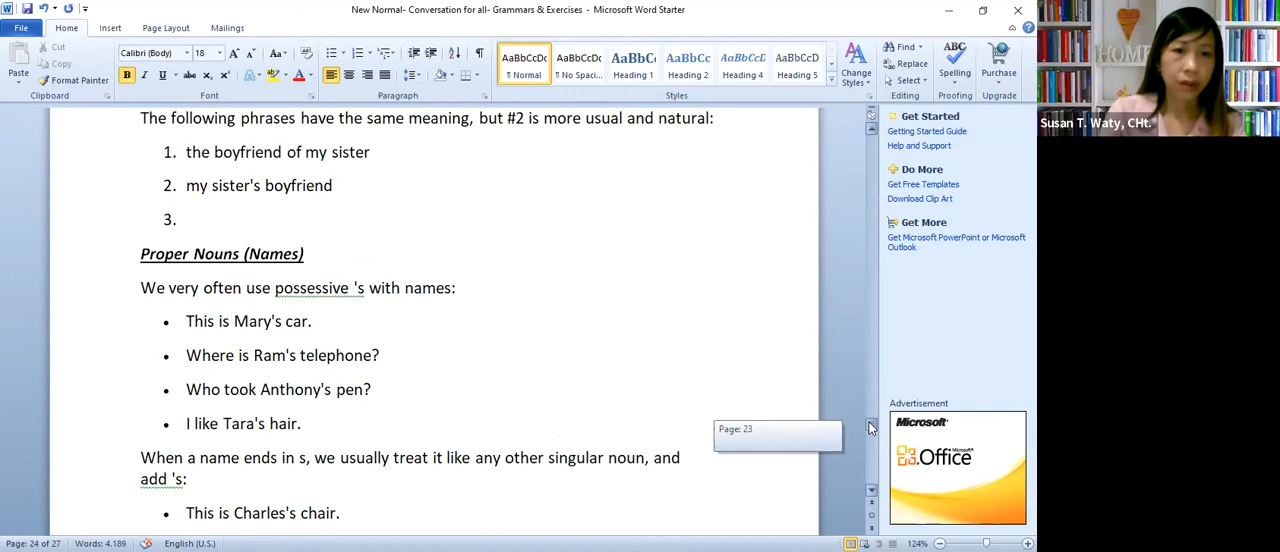 New Normal- Conversation for all- Grammars & Exercises - Microsoft Word Starter
File Home Insert Page Layout Mailings
Paste
Cut
Copy
Format Painter
Clipboard
Calibri (Body) 18
B I U abe x₂ x²
Font
Paragraph
AaBbCcDc AaBbCcDc AaBbC AaBbCc AaBbCcI AaBbCcD
¶ Normal ¶ No Spaci... Heading 1 Heading 2 Heading 4 Heading 5
Styles
Change
Styles
Find
Replace
Select
Editing
ABC
Spelling
Proofing
Purchase
Upgrade
The following phrases have the same meaning, but #2 is more usual and natural:
1. the boyfriend of my sister
2. my sister's boyfriend
3.
Proper Nouns (Names)
We very often use possessive 's with names:
• This is Mary's car.
• Where is Ram's telephone?
• Who took Anthony's pen?
• I like Tara's hair.
When a name ends in s, we usually treat it like any other singular noun, and
add 's:
• This is Charles's chair.
Page: 23
Get Started
Getting Started Guide
Help and Support
Do More
Get Free Templates
Download Clip Art
Get More
Get Microsoft PowerPoint or Microsoft
Outlook
Advertisement
Microsoft
Office
Page: 24 of 27 Words: 4.189 English (U.S.) 124%
HOME
Susan T. Waty, CHt.